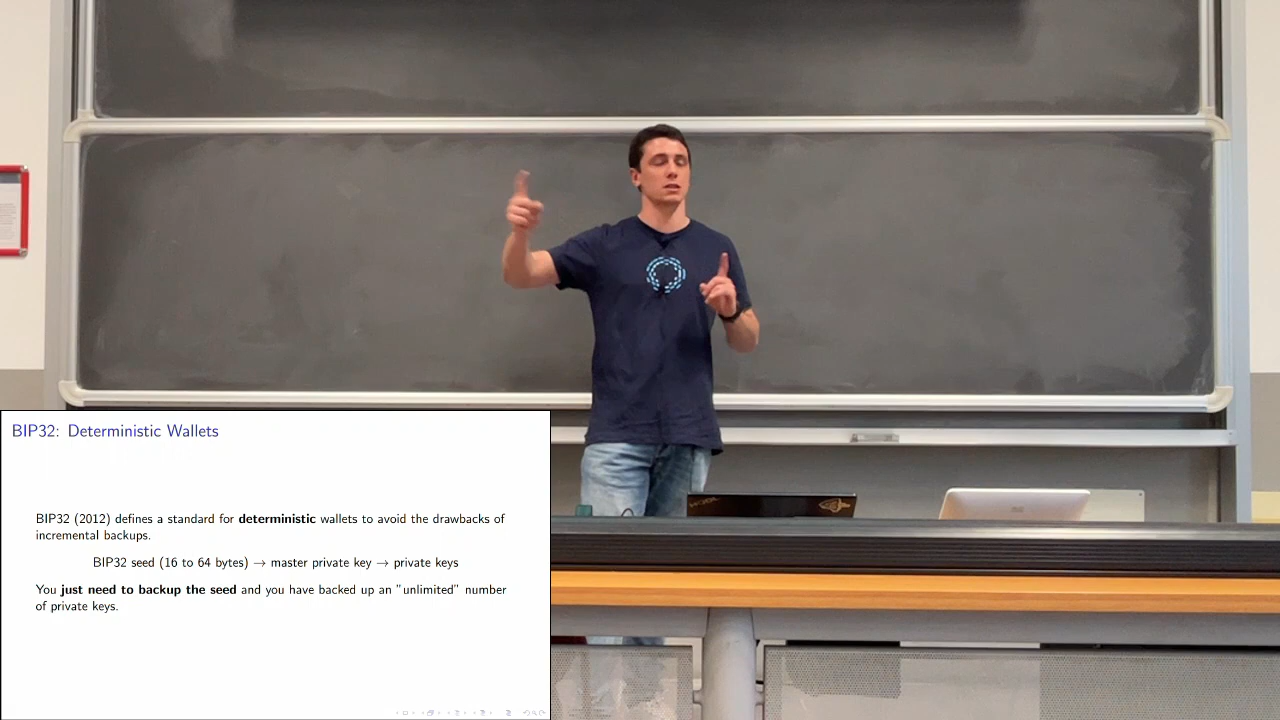 BIP32: Deterministic Wallets
BIP32 (2012) defines a standard for deterministic wallets to avoid the drawbacks of
incremental backups.
BIP32 seed (16 to 64 bytes) → master private key → private keys
You just need to backup the seed and you have backed up an "unlimited" number
of private keys.